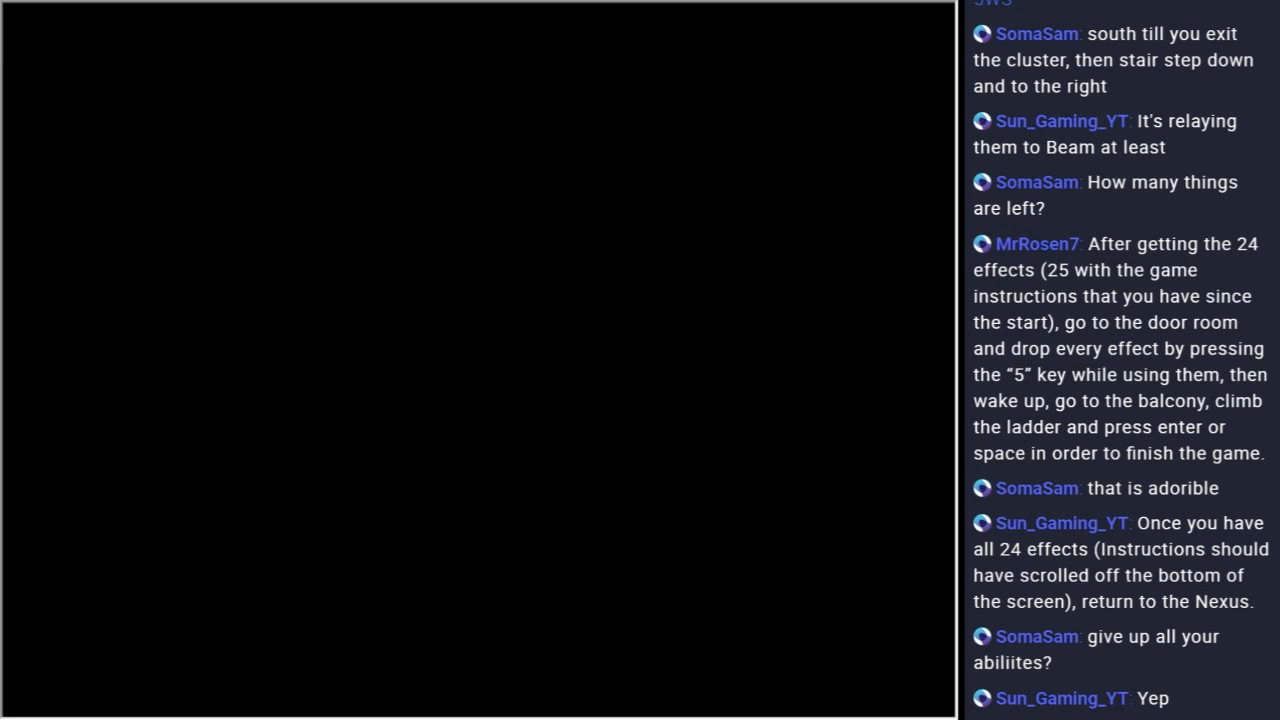 SomaSam: south till you exit
the cluster, then stair step down
and to the right
Sun_Gaming_YT: It's relaying
them to Beam at least
SomaSam: How many things
are left?
MrRosen7: After getting the 24
effects (25 with the game
instructions that you have since
the start), go to the door room
and drop every effect by pressing
the “5” key while using them, then
wake up, go to the balcony, climb
the ladder and press enter or
space in order to finish the game.
SomaSam: that is adorible
Sun_Gaming_YT: Once you have
all 24 effects (Instructions should
have scrolled off the bottom of
the screen), return to the Nexus.
SomaSam: give up all your
abiliites?
Sun_Gaming_YT: Yep